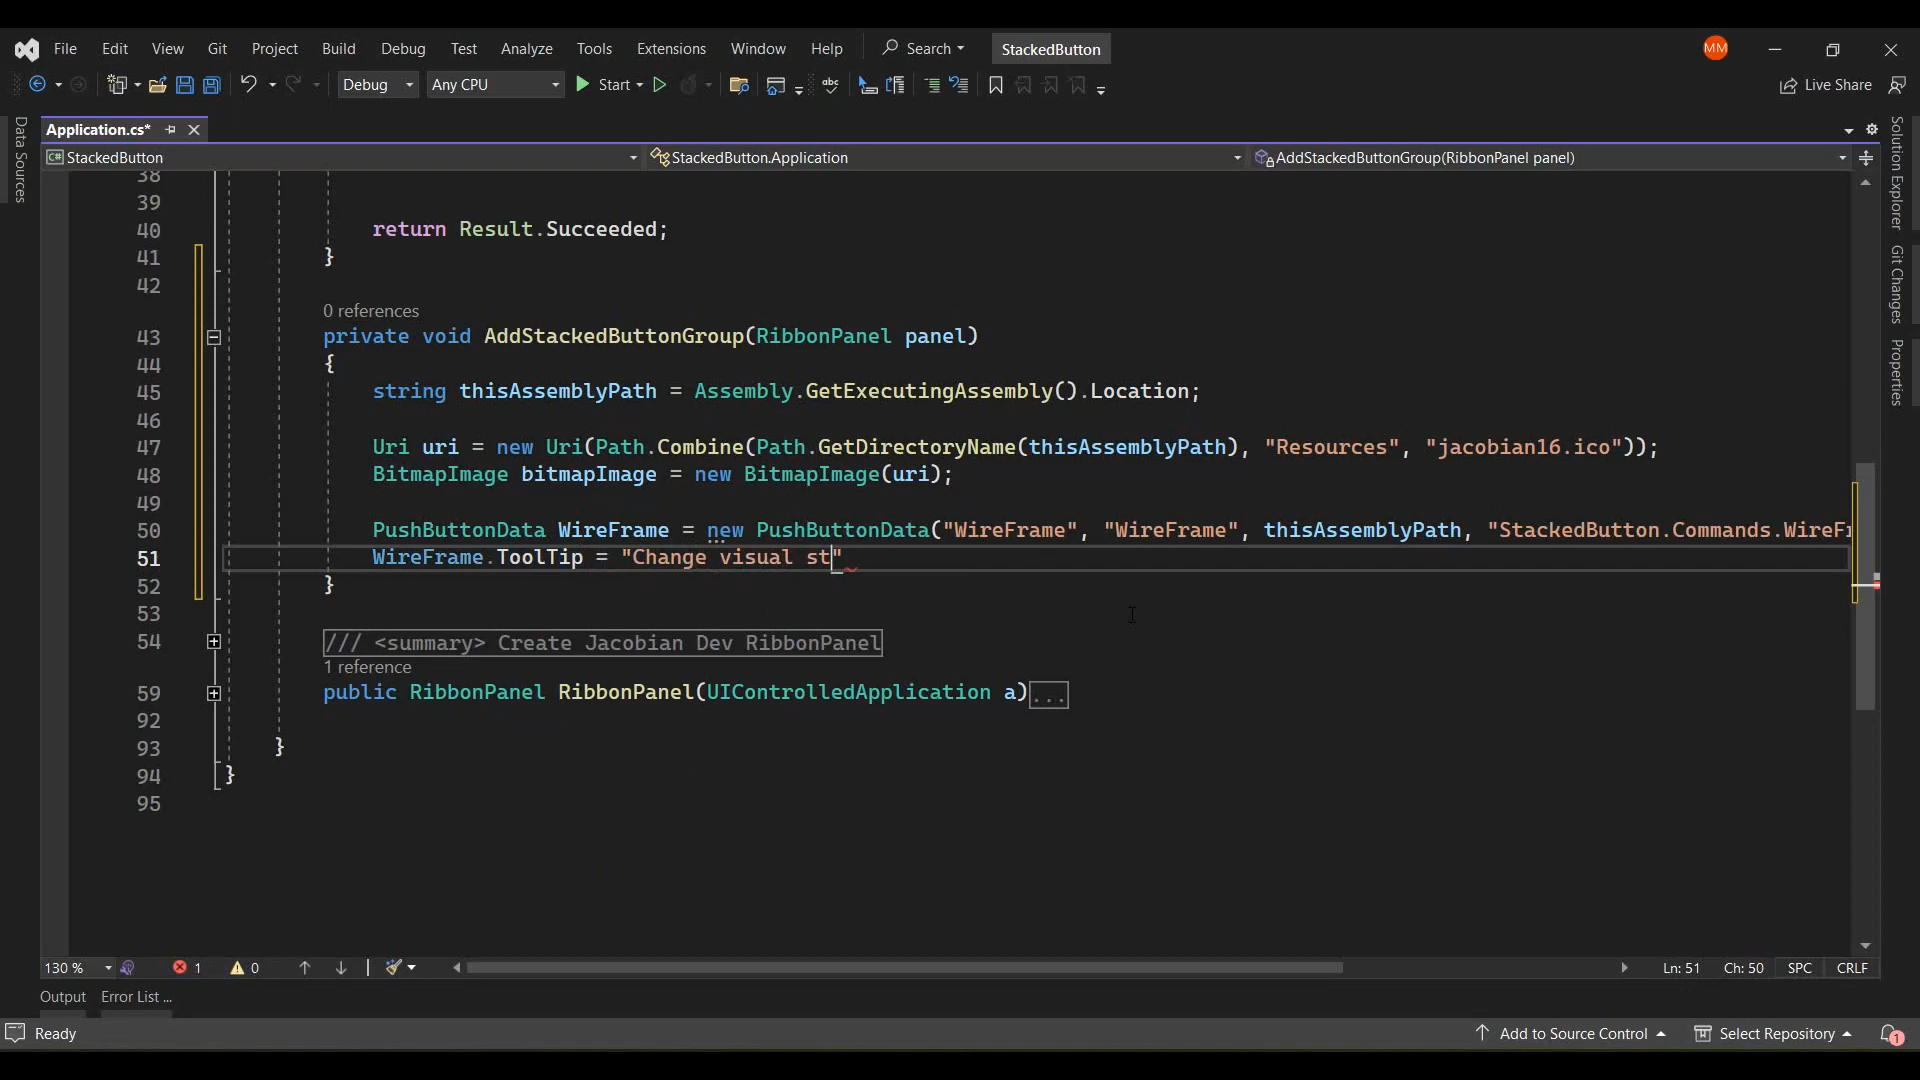 File Edit View Git Project Build Debug Test Analyze Tools Extensions Window Help Search StackedButton MM
Debug Any CPU Start Live Share
Application.cs*
StackedButton StackedButton.Application AddStackedButtonGroup(RibbonPanel panel)
38
39
40 return Result.Succeeded;
41 }
42
0 references
43 private void AddStackedButtonGroup(RibbonPanel panel)
44 {
45 string thisAssemblyPath = Assembly.GetExecutingAssembly().Location;
46
47 Uri uri = new Uri(Path.Combine(Path.GetDirectoryName(thisAssemblyPath), "Resources", "jacobian16.ico"));
48 BitmapImage bitmapImage = new BitmapImage(uri);
49
50 PushButtonData WireFrame = new PushButtonData("WireFrame", "WireFrame", thisAssemblyPath, "StackedButton.Commands.WireFr
51 WireFrame.ToolTip = "Change visual st"
52 }
53
54 /// <summary> Create Jacobian Dev RibbonPanel
1 reference
59 public RibbonPanel RibbonPanel(UIControlledApplication a)...
92
93 }
94 }
95
130 % 1 0 Ln: 51 Ch: 50 SPC CRLF
Output Error List ...
Ready Add to Source Control Select Repository 1
Data Sources
Solution Explorer
Git Changes
Properties